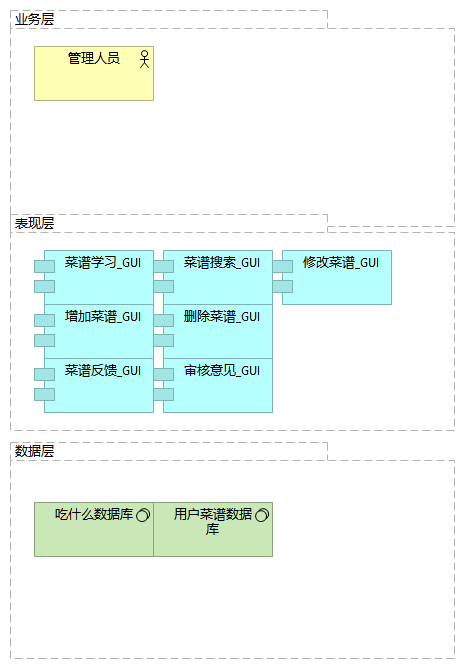 业务层
管理人员
表现层
菜谱学习_GUI
菜谱搜索_GUI
修改菜谱_GUI
增加菜谱_GUI
删除菜谱_GUI
菜谱反馈_GUI
审核意见_GUI
数据层
吃什么数据库
用户菜谱数据
库